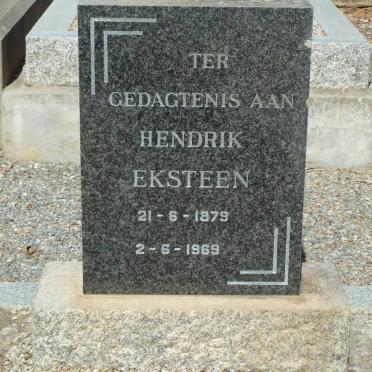 TER
GEDAGTENIS AAN
HENDRIK
EKSTEEN
21-6-1879
2-6-1969